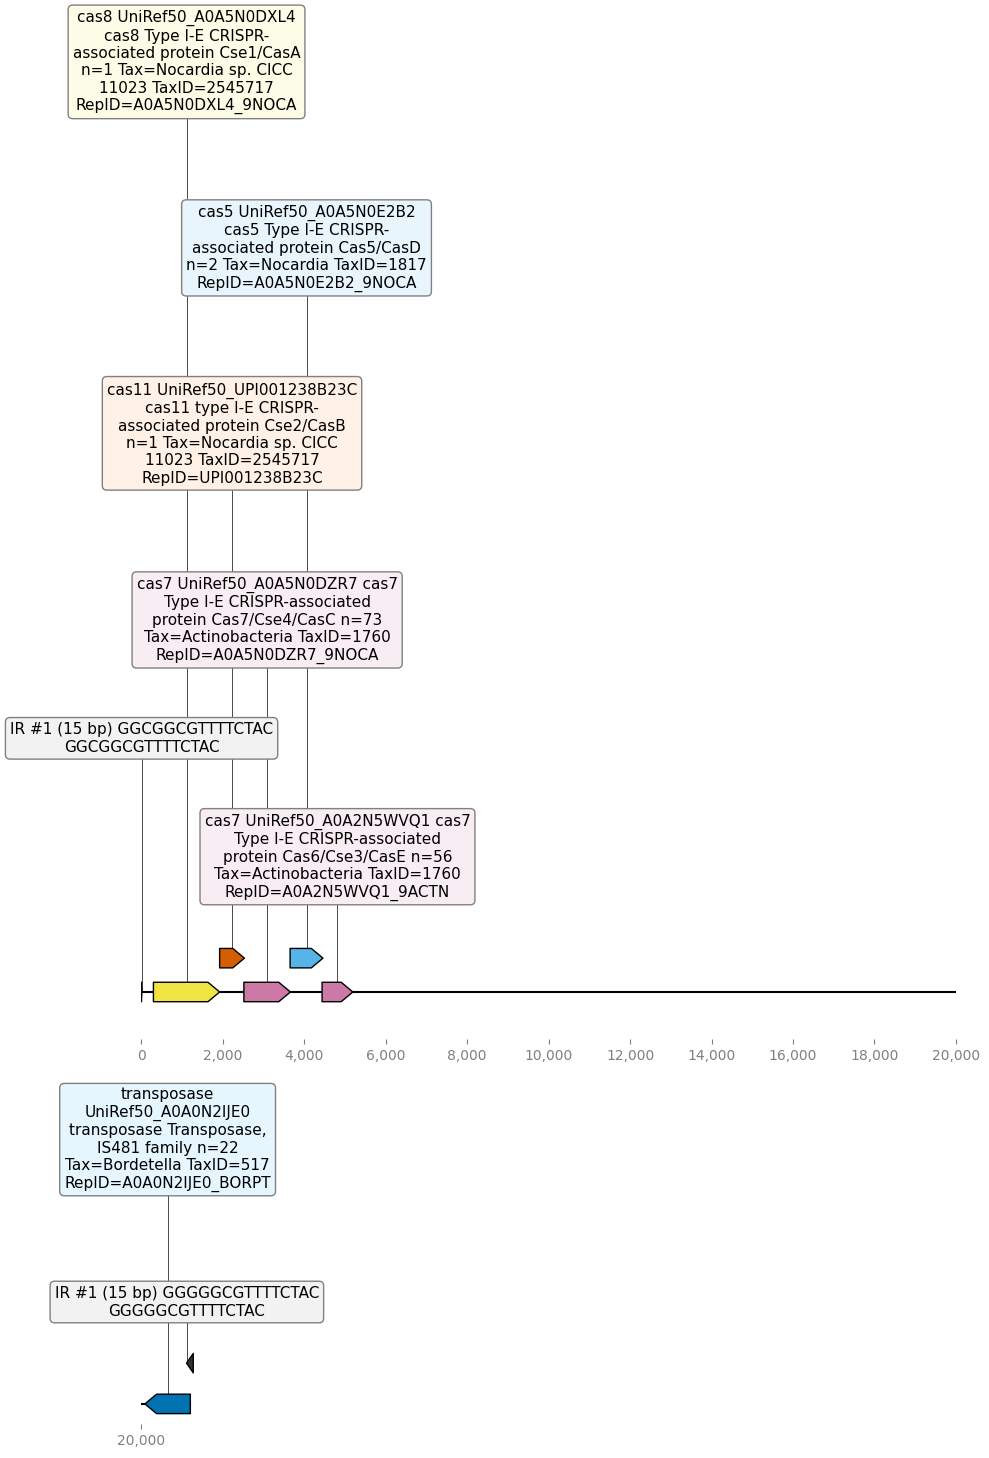 cas8 UniRef50_A0A5N0DXL4
cas8 Type I-E CRISPR-
associated protein Cse1/CasA
n=1 Tax=Nocardia sp. CICC
11023 TaxID=2545717
RepID=A0A5N0DXL4_9NOCA
cas5 UniRef50_A0A5N0E2B2
cas5 Type I-E CRISPR-
associated protein Cas5/CasD
n=2 Tax=Nocardia TaxID=1817
RepID=A0A5N0E2B2_9NOCA
cas11 UniRef50_UPI001238B23C
cas11 type I-E CRISPR-
associated protein Cse2/CasB
n=1 Tax=Nocardia sp. CICC
11023 TaxID=2545717
RepID=UPI001238B23C
cas7 UniRef50_A0A5N0DZR7 cas7
Type I-E CRISPR-associated
protein Cas7/Cse4/CasC n=73
Tax=Actinobacteria TaxID=1760
RepID=A0A5N0DZR7_9NOCA
IR #1 (15 bp) GGCGGCGTTTTCTAC
GGCGGCGTTTTCTAC
cas7 UniRef50_A0A2N5WVQ1 cas7
Type I-E CRISPR-associated
protein Cas6/Cse3/CasE n=56
Tax=Actinobacteria TaxID=1760
RepID=A0A2N5WVQ1_9ACTN
0 2,000 4,000 6,000 8,000 10,000 12,000 14,000 16,000 18,000 20,000
transposase
UniRef50_A0A0N2IJE0
transposase Transposase,
IS481 family n=22
Tax=Bordetella TaxID=517
RepID=A0A0N2IJE0_BORPT
IR #1 (15 bp) GGGGGCGTTTTCTAC
GGGGGCGTTTTCTAC
20,000